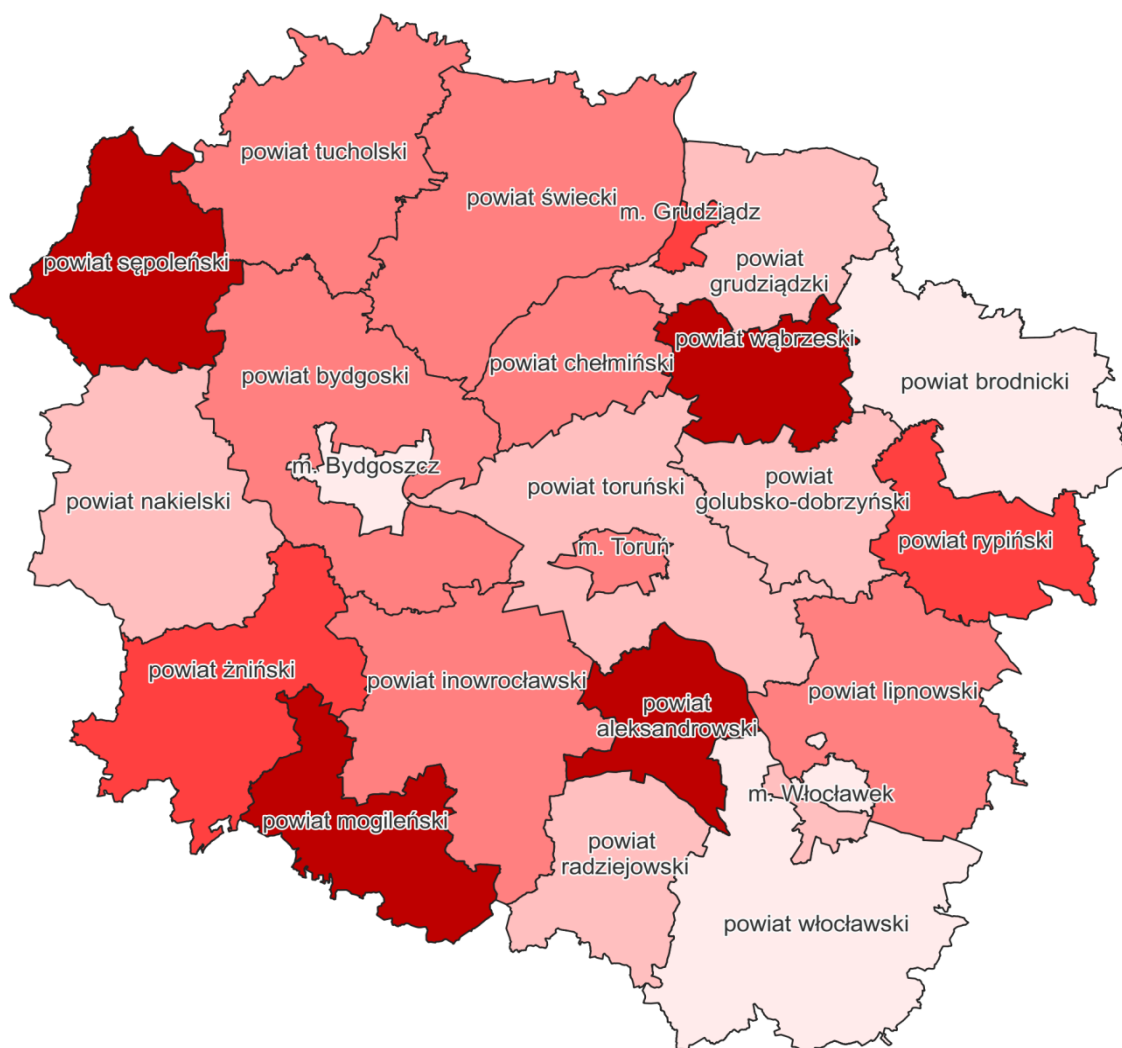 powiat tucholski
powiat świecki
m. Grudziądz
powiat sępoleński
powiat
grudziądzki
powiat wąbrzeski
powiat chełmiński
powiat bydgoski
powiat brodnicki
m. Bydgoszcz
powiat
golubsko-dobrzyński
powiat toruński
powiat nakielski
powiat rypiński
m. Toruń
powiat żniński
powiat inowrocławski
powiat lipnowski
powiat
aleksandrowski
m. Włocławek
powiat mogileński
powiat
radziejowski
powiat włocławski